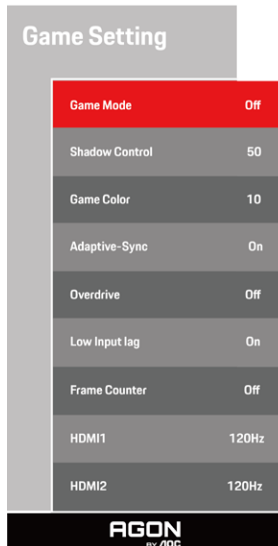 Game Setting
Game Mode Off
Shadow Control 50
Game Color 10
Adaptive-Sync On
Overdrive Off
Low Input lag On
Frame Counter Off
HDMI1 120Hz
HDMI2 120Hz
AGON
BY AOC